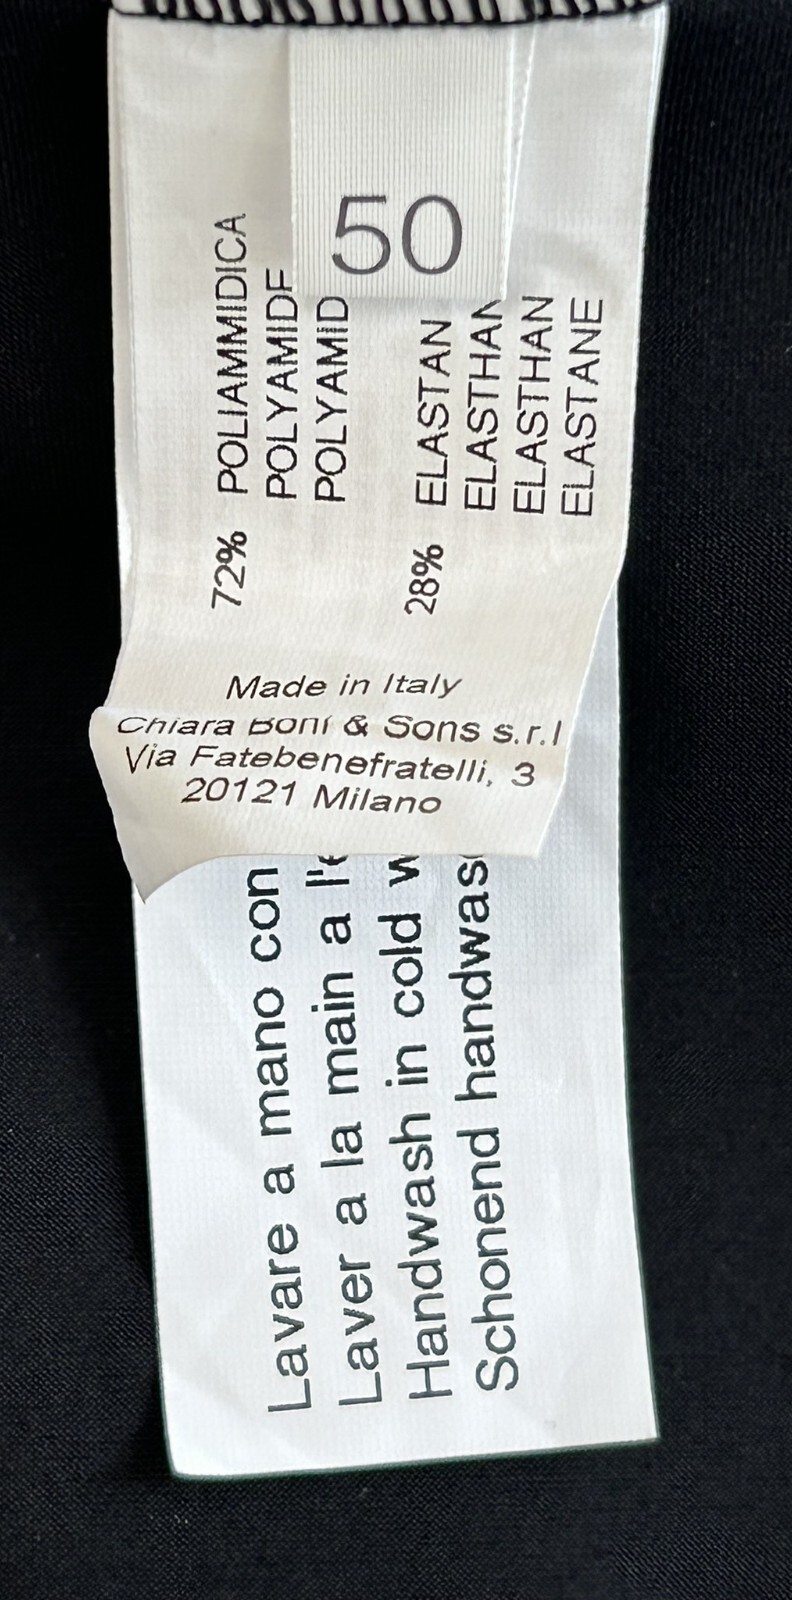 50
72% POLIAMMIDICA
POLYAMIDE
POLYAMID
28% ELASTAN
ELASTHAN
ELASTHAN
ELASTANE
Made in Italy
Chiara Boni & Sons s.r.l
Via Fatebenefratelli, 3
20121 Milano
Lavare a mano con
Laver a la main a l'e
Handwash in cold w
Schonend handwasc